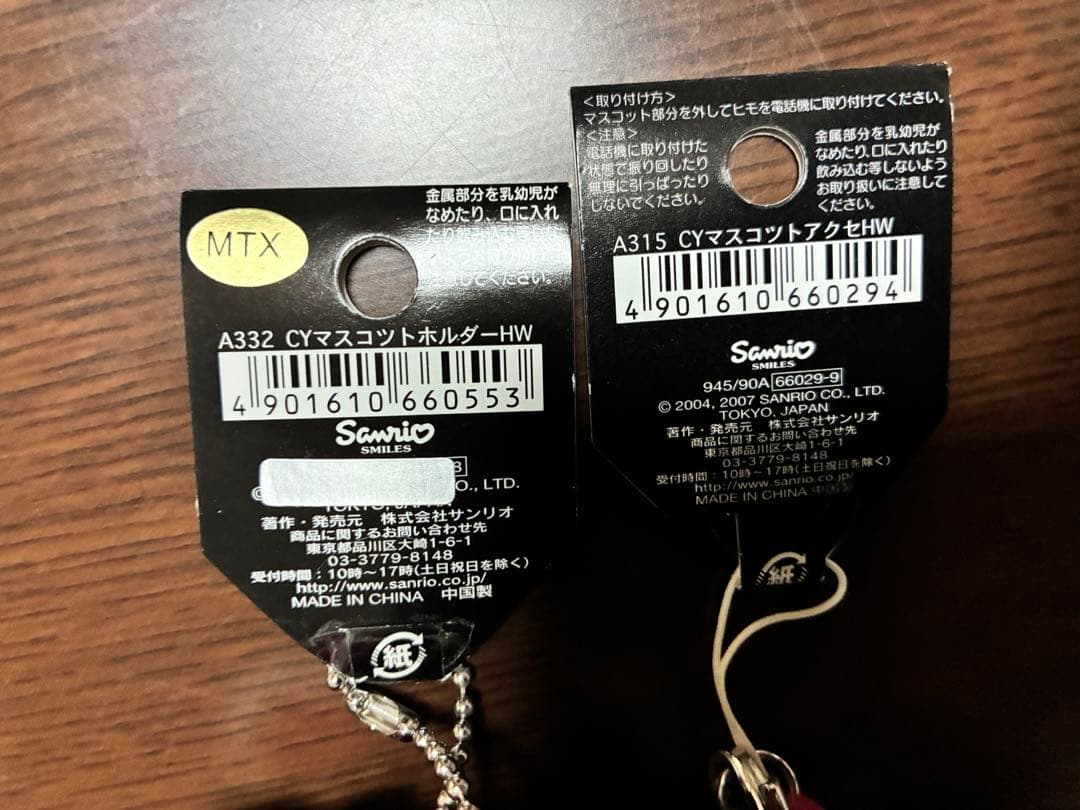 MTX
金属部分を乳幼児が
なめたり、口に入れ
してください。
A332 CYマスコツトホルダーHW
4 901610 660553
Sanrio
SMILES
8
© CO., LTD.
TOKYO, JA
著作・発売元 株式会社サンリオ
商品に関するお問い合わせ先
東京都品川区大崎1-6-1
03-3779-8148
受付時間：10時～17時(土日祝日を除く)
http://www.sanrio.co.jp/
MADE IN CHINA 中国製
紙
<取り付け方>
マスコット部分を外してヒモを電話機に取り付けてください。
<注意>
電話機に取り付けた
状態で振り回したり
無理に引っぱったり
しないでください。
金属部分を乳幼児が
なめたり、口に入れたり
飲み込む等しないよう
お取り扱いに注意して
ください。
A315 CYマスコツトアクセHW
4 901610 660294
Sanrio
SMILES
945/90A 66029-9
© 2004, 2007 SANRIO CO., LTD.
TOKYO, JAPAN
著作・発売元 株式会社サンリオ
商品に関するお問い合わせ先
東京都品川区大崎1-6-1
03-3779-8148
受付時間：10時～17時(土日祝日を除く)
http://www.sanrio.co.jp/
MADE IN CHINA 中国製
紙